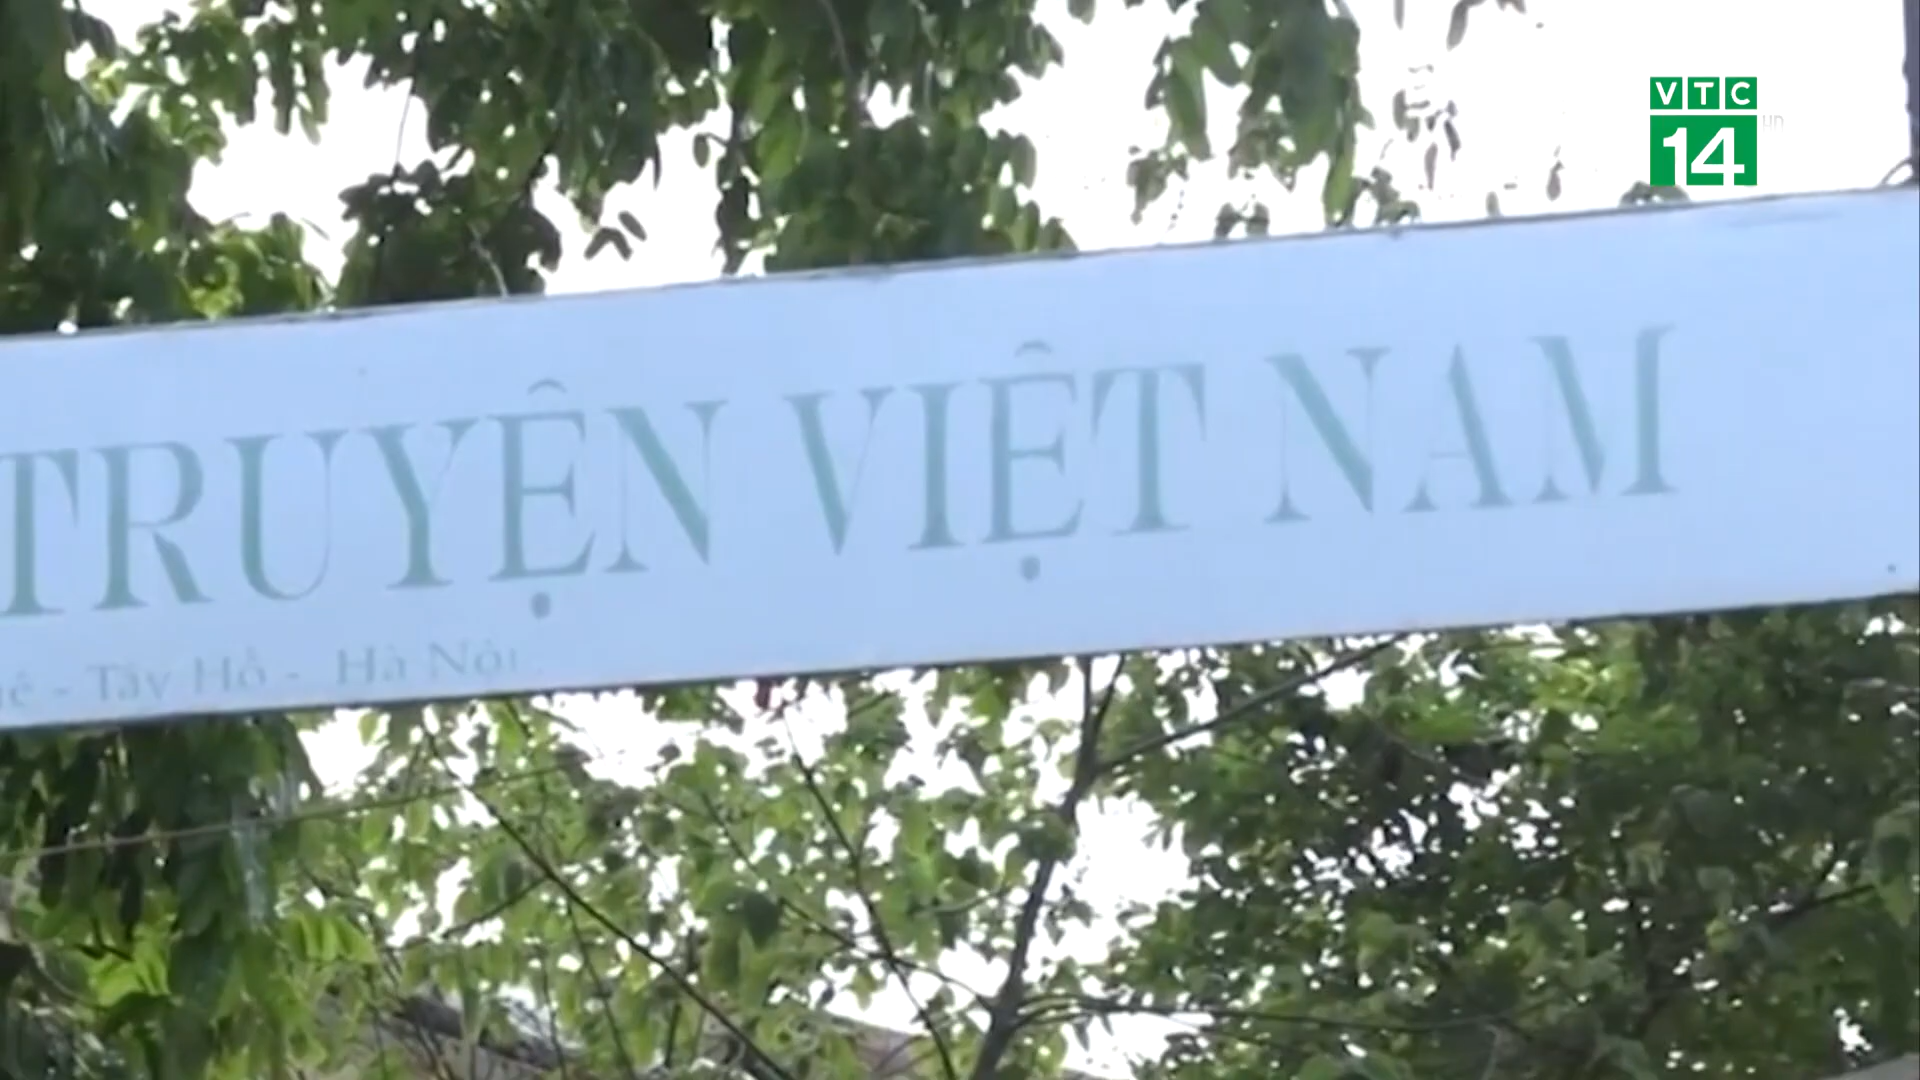 VTC
14
TRUYỆN VIỆT NAM
- Tây Hồ - Hà Nội